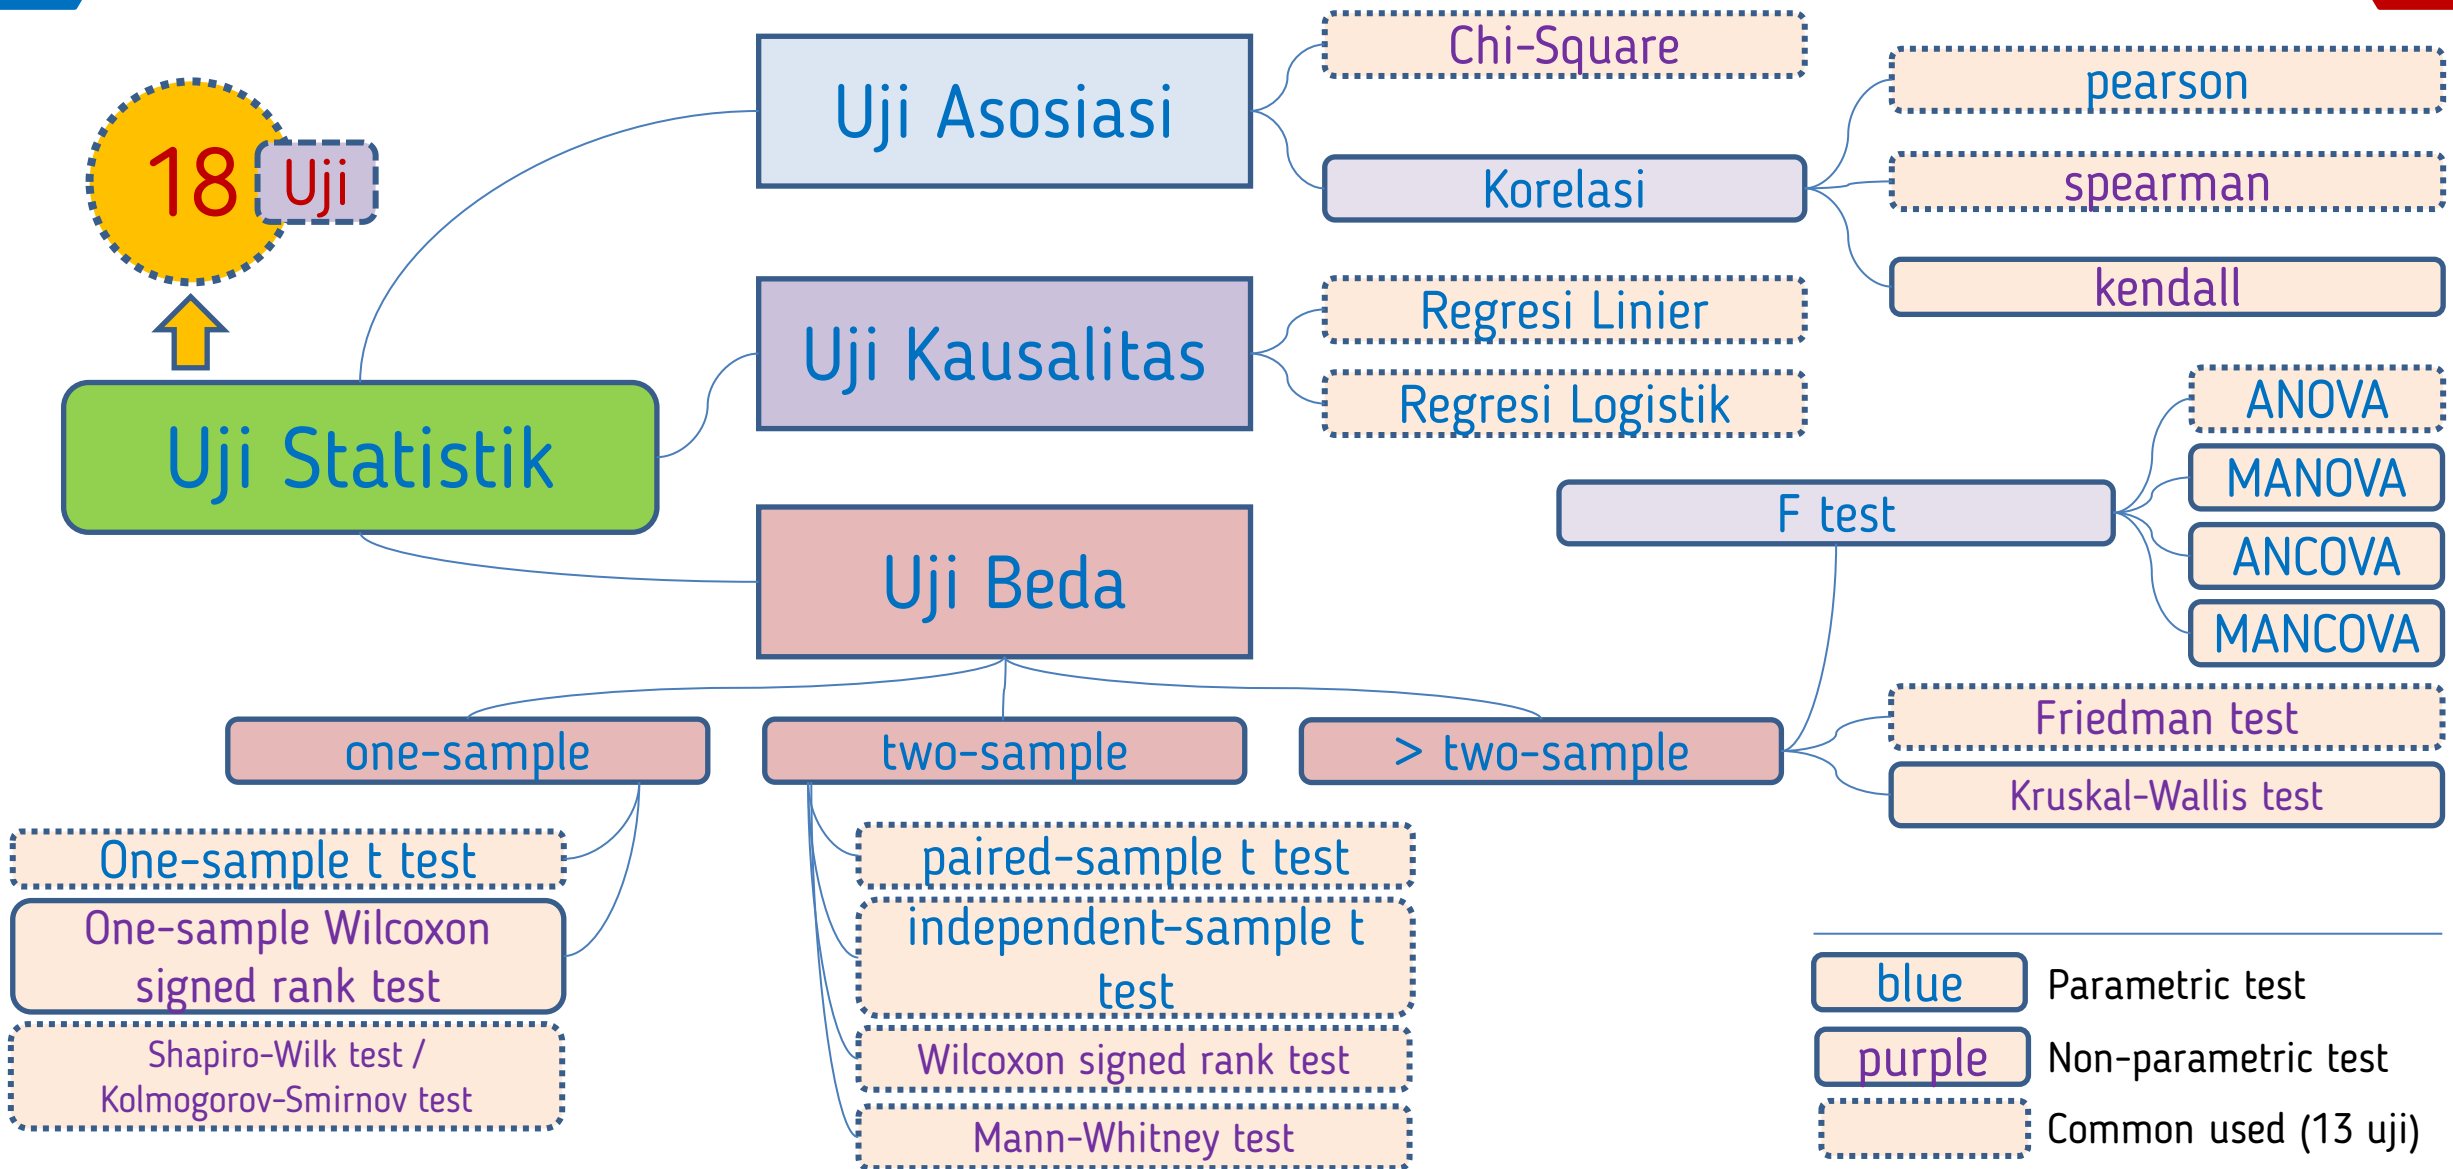 18
Uji
Uji Statistik
Uji Asosiasi
Chi-Square
Korelasi
pearson
spearman
kendall
Uji Kausalitas
Regresi Linier
Regresi Logistik
Uji Beda
F test
ANOVA
MANOVA
ANCOVA
MANCOVA
one-sample
two-sample
> two-sample
Friedman test
Kruskal-Wallis test
One-sample t test
One-sample Wilcoxon
signed rank test
Shapiro-Wilk test /
Kolmogorov-Smirnov test
paired-sample t test
independent-sample t
test
Wilcoxon signed rank test
Mann-Whitney test
blue
Parametric test
purple
Non-parametric test
Common used (13 uji)